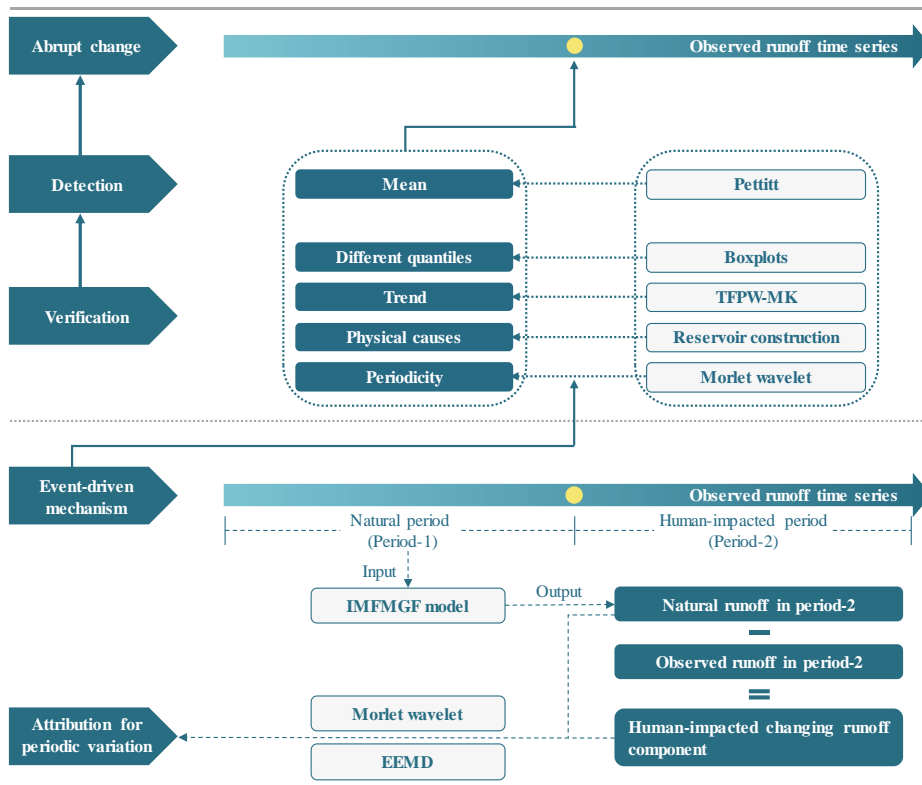 Abrupt change
Observed runoff time series
Detection
Mean
Pettitt
Different quantiles
Boxplots
Verification
Trend
TFPW-MK
Physical causes
Reservoir construction
Periodicity
Morlet wavelet
Event-driven
mechanism
Observed runoff time series
Natural period
(Period-1)
Human-impacted period
(Period-2)
Input
IMFMGF model
Output
Natural runoff in period-2
Observed runoff in period-2
Attribution for
periodic variation
Morlet wavelet
EEMD
Human-impacted changing runoff
component